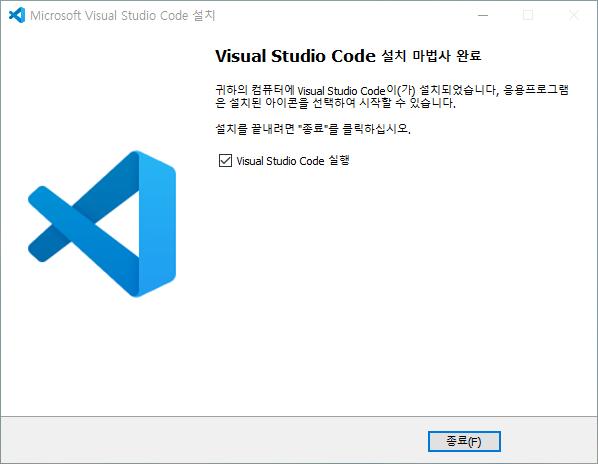 Microsoft Visual Studio Code 설치
Visual Studio Code 설치 마법사 완료
귀하의 컴퓨터에 Visual Studio Code이(가) 설치되었습니다, 응용프로그램
은 설치된 아이콘을 선택하여 시작할 수 있습니다.
설치를 끝내려면 "종료"를 클릭하십시오.
Visual Studio Code 실행
종료(F)